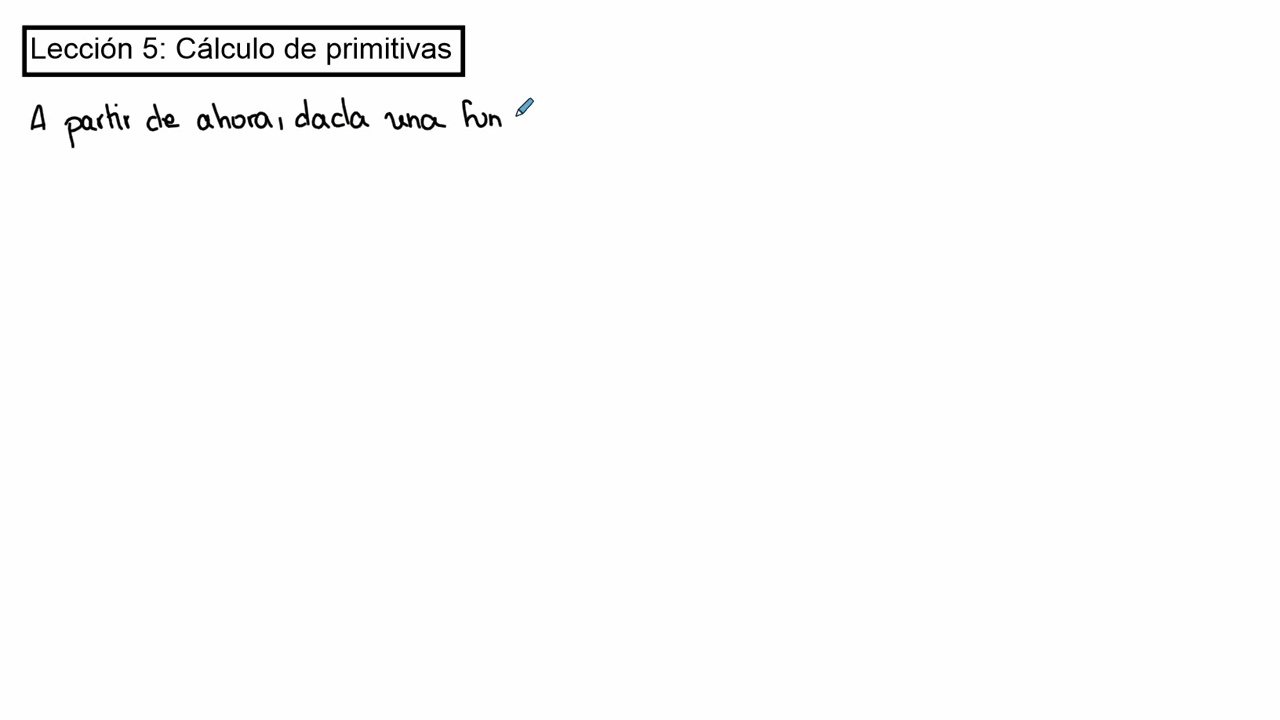 Lección 5: Cálculo de primitivas
A partir de ahora, dada una fun